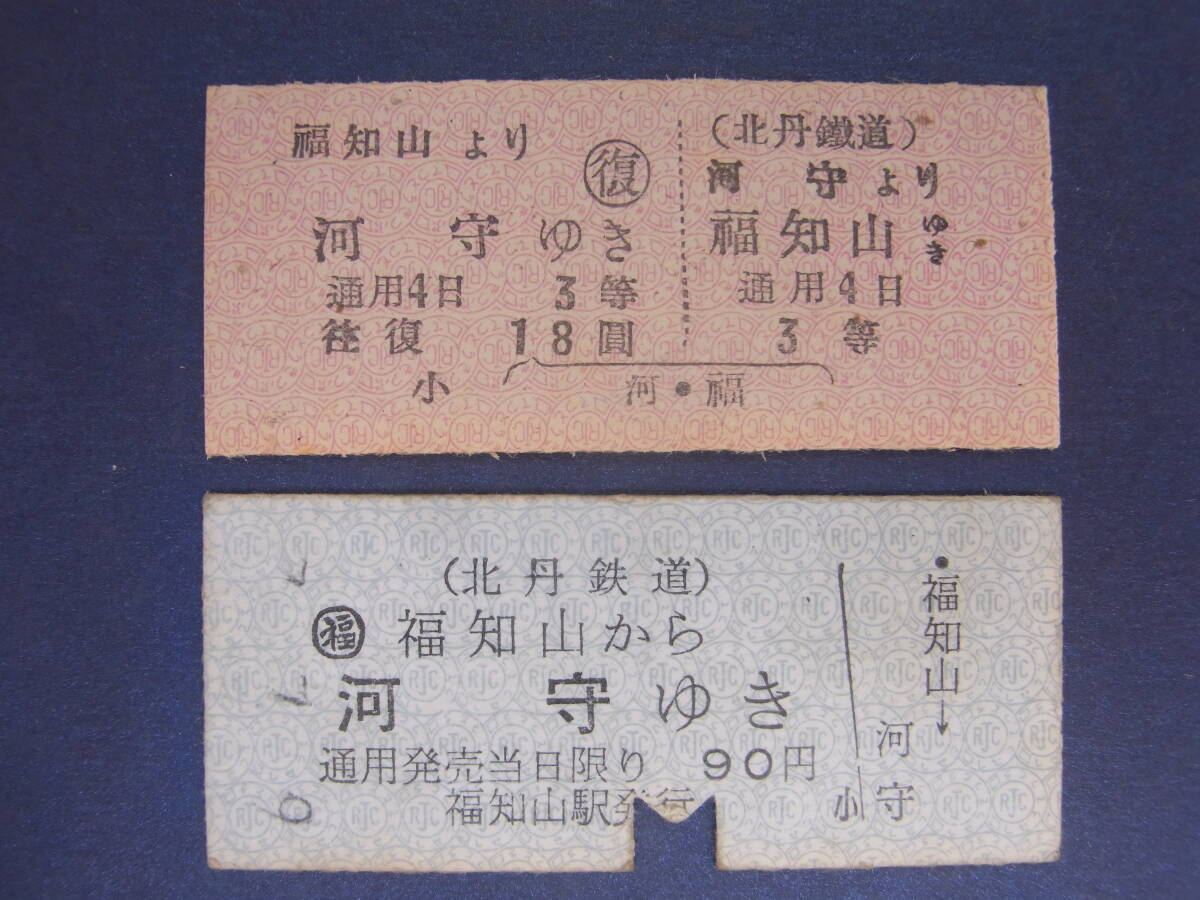 福知山より
㊝復
河守ゆき
通用4日 3等
往復 18圓
小
(北丹鐵道)
河守より
福知山ゆき
通用4日
3等
河・福
(北丹鉄道)
福 福知山から
河守ゆき
通用発売当日限り 90円
福知山駅発行
・福知山→
河守
小